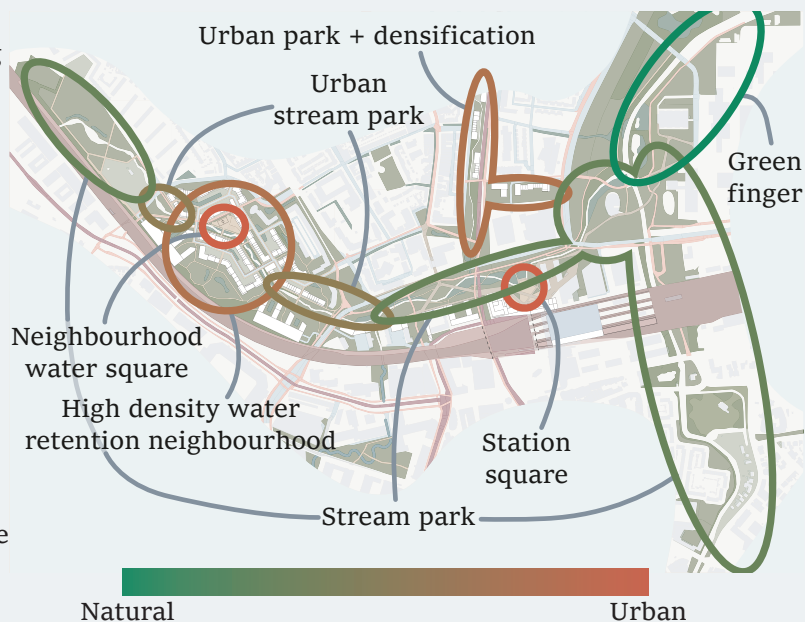 Urban park + densification
Urban
stream park
Green
finger
Neighbourhood
water square
High density water
retention neighbourhood
Station
square
Stream park
Natural
Urban